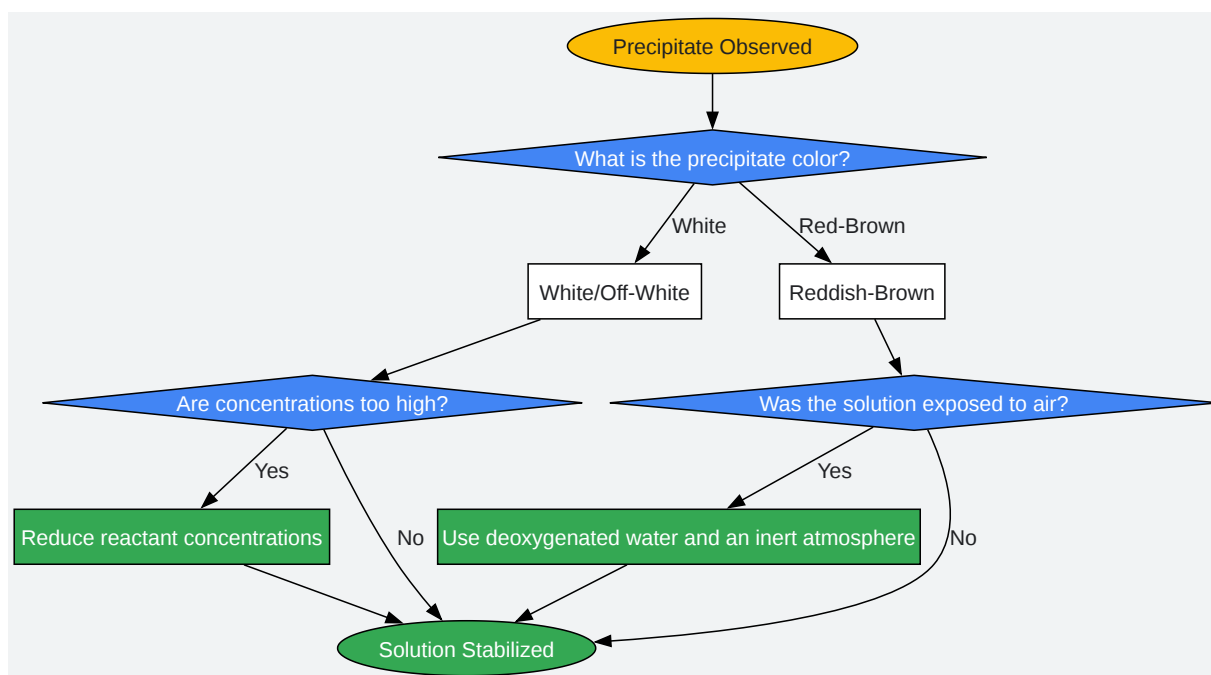 Precipitate Observed
What is the precipitate color?
White
Red-Brown
White/Off-White
Reddish-Brown
Are concentrations too high?
Was the solution exposed to air?
Yes
Yes
Reduce reactant concentrations
No
Use deoxygenated water and an inert atmosphere
No
Solution Stabilized